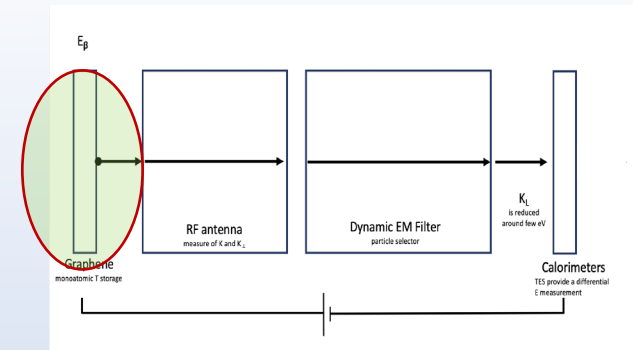 Eβ
RF antenna
measure of K and K⊥
Dynamic EM Filter
particle selector
KL
is reduced
around few eV
Graphene
monoatomic T storage
Calorimeters
TES provide a differential
E measurement